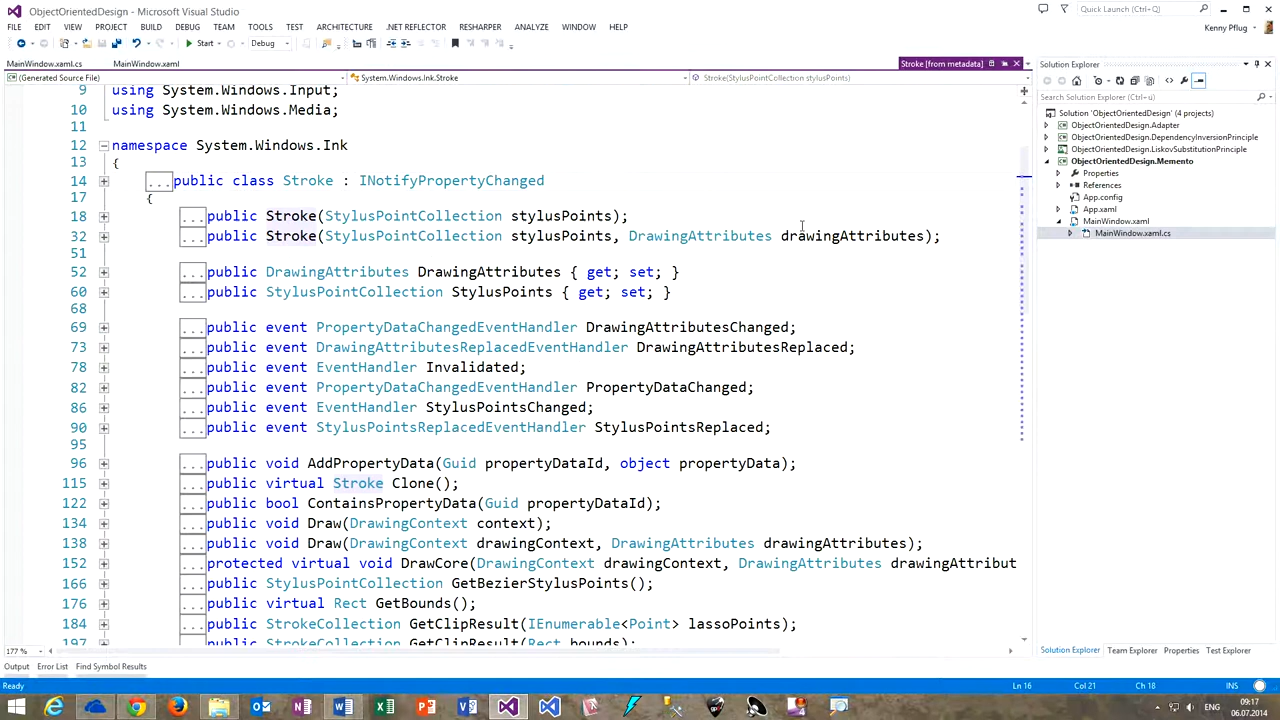 ObjectOrientedDesign - Microsoft Visual Studio
Quick Launch (Ctrl+Q)
FILE EDIT VIEW PROJECT BUILD DEBUG TEAM TOOLS TEST ARCHITECTURE .NET REFLECTOR RESHARPER ANALYZE WINDOW HELP
Kenny Pflug
Start Debug
MainWindow.xaml.cs MainWindow.xaml Stroke [from metadata]
(Generated Source File) System.Windows.Ink.Stroke Stroke(StylusPointCollection stylusPoints)
9 using System.Windows.Input;
10 using System.Windows.Media;
11
12 namespace System.Windows.Ink
13 {
14 ...public class Stroke : INotifyPropertyChanged
17 {
18 ...public Stroke(StylusPointCollection stylusPoints);
32 ...public Stroke(StylusPointCollection stylusPoints, DrawingAttributes drawingAttributes);
51
52 ...public DrawingAttributes DrawingAttributes { get; set; }
60 ...public StylusPointCollection StylusPoints { get; set; }
68
69 ...public event PropertyDataChangedEventHandler DrawingAttributesChanged;
73 ...public event DrawingAttributesReplacedEventHandler DrawingAttributesReplaced;
78 ...public event EventHandler Invalidated;
82 ...public event PropertyDataChangedEventHandler PropertyDataChanged;
86 ...public event EventHandler StylusPointsChanged;
90 ...public event StylusPointsReplacedEventHandler StylusPointsReplaced;
95
96 ...public void AddPropertyData(Guid propertyDataId, object propertyData);
115 ...public virtual Stroke Clone();
122 ...public bool ContainsPropertyData(Guid propertyDataId);
134 ...public void Draw(DrawingContext context);
138 ...public void Draw(DrawingContext drawingContext, DrawingAttributes drawingAttributes);
152 ...protected virtual void DrawCore(DrawingContext drawingContext, DrawingAttributes drawingAttribut
166 ...public StylusPointCollection GetBezierStylusPoints();
176 ...public virtual Rect GetBounds();
184 ...public StrokeCollection GetClipResult(IEnumerable<Point> lassoPoints);
197 ...public StrokeCollection GetClipResult(Rect bounds);
177 %
Solution Explorer
Search Solution Explorer (Ctrl+ü)
Solution 'ObjectOrientedDesign' (4 projects)
ObjectOrientedDesign.Adapter
ObjectOrientedDesign.DependencyInversionPrinciple
ObjectOrientedDesign.LiskovSubstitutionPrinciple
ObjectOrientedDesign.Memento
Properties
References
App.config
App.xaml
MainWindow.xaml
MainWindow.xaml.cs
Solution Explorer Team Explorer Properties Test Explorer
Output Error List Find Symbol Results
Ready Ln 16 Col 21 Ch 18 INS
09:17
06.07.2014